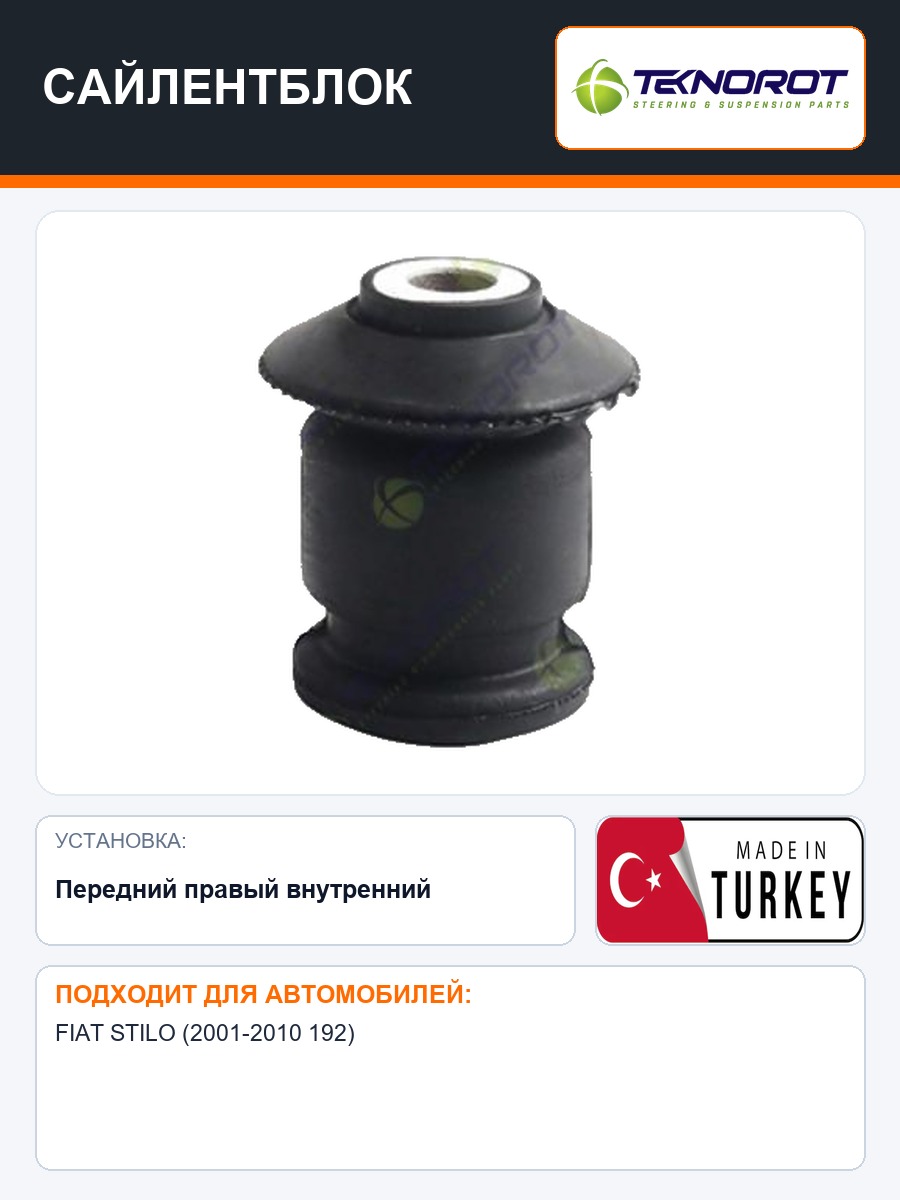 САЙЛЕНТБЛОК
TEKNOROT
STEERING & SUSPENSION PARTS
УСТАНОВКА:
Передний правый внутренний
MADE IN
TURKEY
ПОДХОДИТ ДЛЯ АВТОМОБИЛЕЙ:
FIAT STILO (2001-2010 192)